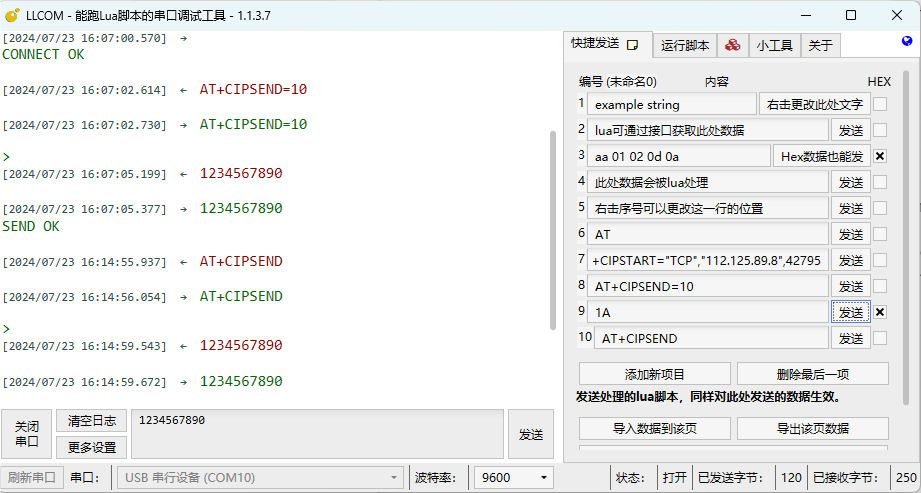 LLCOM - 能跑Lua脚本的串口调试工具 - 1.1.3.7
[2024/07/23 16:07:00.570] →
CONNECT OK
[2024/07/23 16:07:02.614] ← AT+CIPSEND=10
[2024/07/23 16:07:02.730] → AT+CIPSEND=10
>
[2024/07/23 16:07:05.199] ← 1234567890
[2024/07/23 16:07:05.377] → 1234567890
SEND OK
[2024/07/23 16:14:55.937] ← AT+CIPSEND
[2024/07/23 16:14:56.054] → AT+CIPSEND
>
[2024/07/23 16:14:59.543] ← 1234567890
[2024/07/23 16:14:59.672] → 1234567890
关闭
串口
清空日志
更多设置
1234567890
发送
快捷发送 运行脚本 小工具 关于
编号 (未命名0) 内容 HEX
1 example string 右击更改此处文字
2 lua可通过接口获取此处数据 发送
3 aa 01 02 0d 0a Hex数据也能发
4 此处数据会被lua处理 发送
5 右击序号可以更改这一行的位置 发送
6 AT 发送
7 +CIPSTART="TCP","112.125.89.8",42795 发送
8 AT+CIPSEND=10 发送
9 1A 发送
10 AT+CIPSEND 发送
添加新项目 删除最后一项
发送处理的lua脚本，同样对此处发送的数据生效。
导入数据到该页 导出该页数据
刷新串口 串口： USB 串行设备 (COM10) 波特率： 9600 状态： 打开 已发送字节： 120 已接收字节： 250